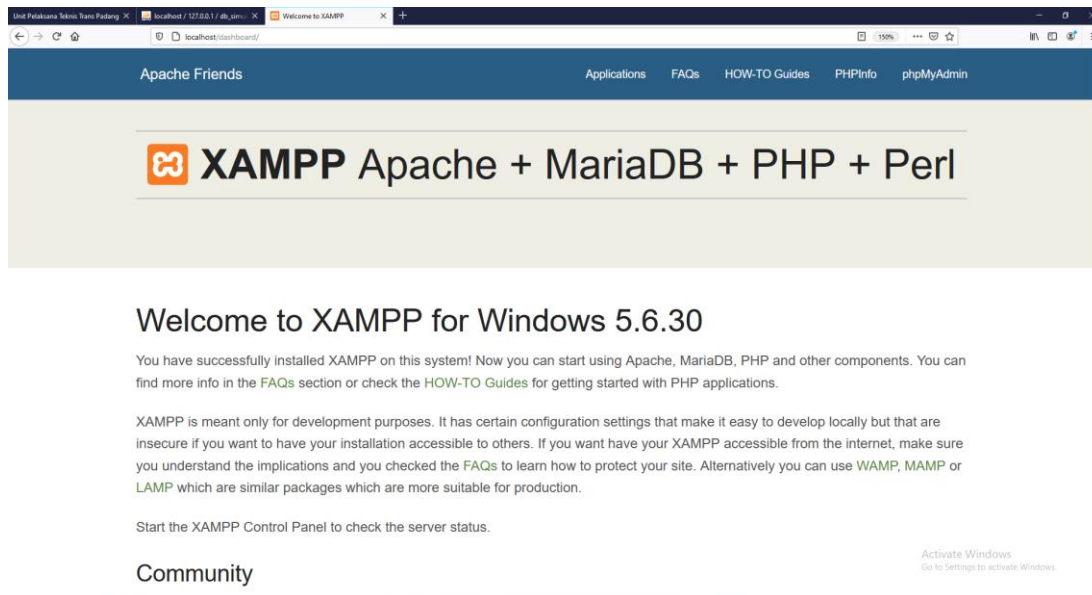 Unit Pelaksana Teknis Trans Padang localhost / 127.0.0.1 / db_simul Welcome to XAMPP
localhost/dashboard/ 150%
Apache Friends Applications FAQs HOW-TO Guides PHPInfo phpMyAdmin
XAMPP Apache + MariaDB + PHP + Perl
Welcome to XAMPP for Windows 5.6.30
You have successfully installed XAMPP on this system! Now you can start using Apache, MariaDB, PHP and other components. You can
find more info in the FAQs section or check the HOW-TO Guides for getting started with PHP applications.
XAMPP is meant only for development purposes. It has certain configuration settings that make it easy to develop locally but that are
insecure if you want to have your installation accessible to others. If you want have your XAMPP accessible from the internet, make sure
you understand the implications and you checked the FAQs to learn how to protect your site. Alternatively you can use WAMP, MAMP or
LAMP which are similar packages which are more suitable for production.
Start the XAMPP Control Panel to check the server status.
Activate Windows
Go to Settings to activate Windows.
Community